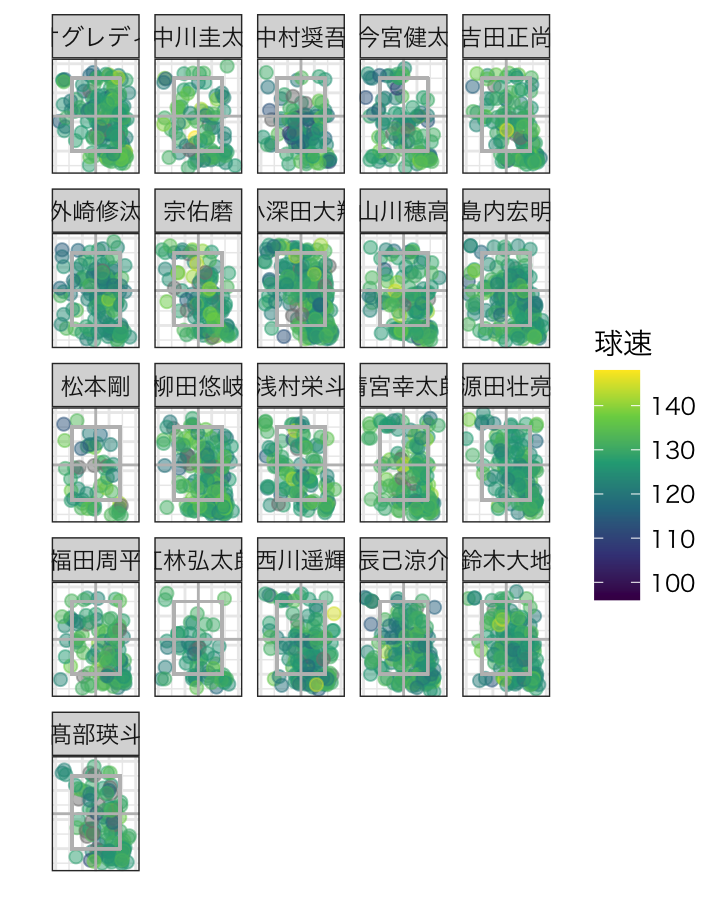 グレディ
中川圭太
中村奨吾
今宮健太
吉田正尚
外崎修汰
宗佑磨
深田大
山川穂高
島内宏明
松本剛
柳田悠岐
浅村栄斗
宮幸太
源田壮亮
福田周平
林弘太
西川遥輝
辰己涼介
鈴木大地
髙部瑛斗
球速
140
130
120
110
100